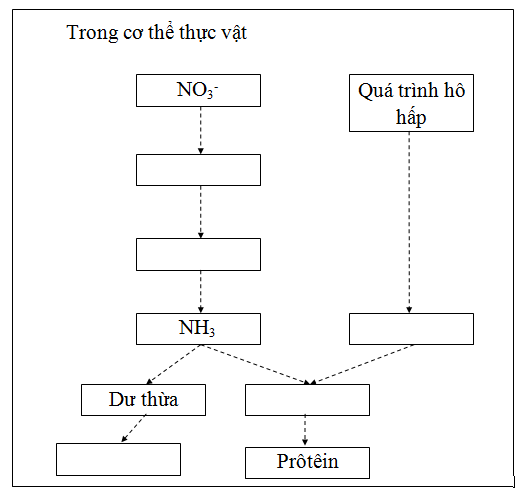 Trong cơ thể thực vật
NO₃⁻
Quá trình hô
hấp
NH₃
Dư thừa
Prôtêin